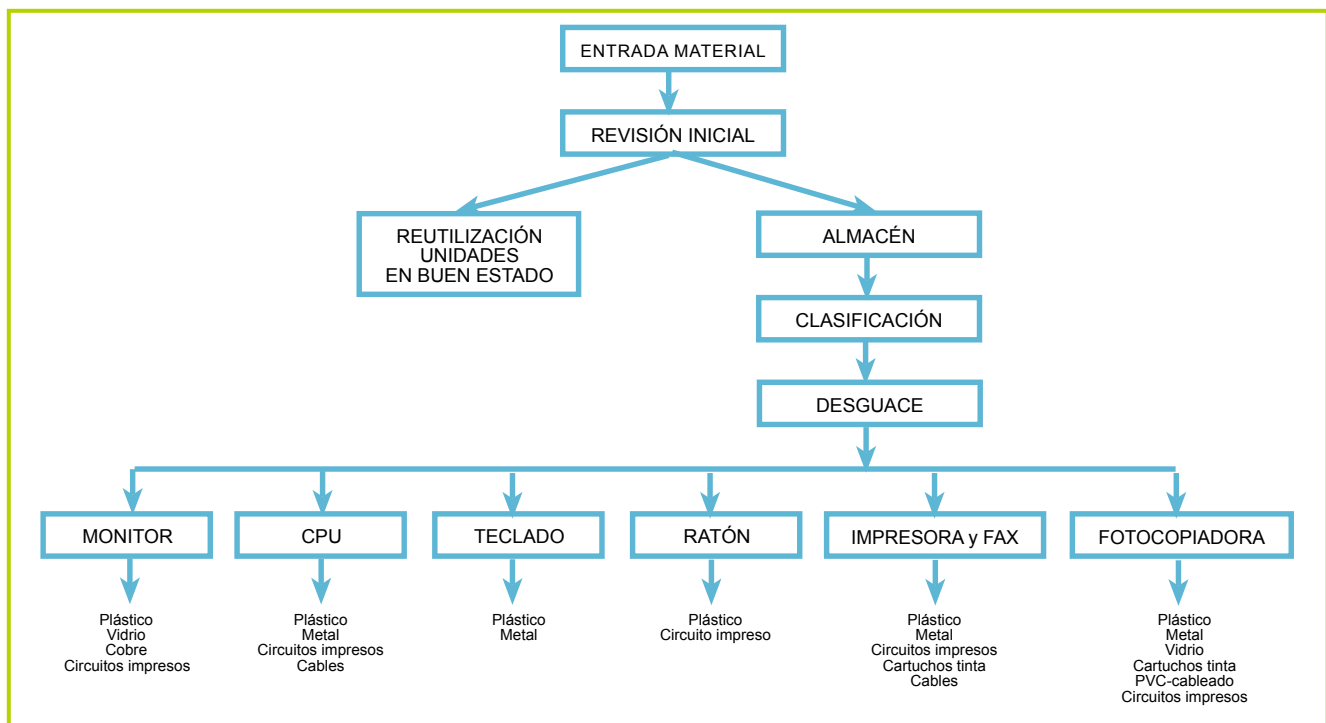 ENTRADA MATERIAL
REVISIÓN INICIAL
REUTILIZACIÓN
UNIDADES
EN BUEN ESTADO
ALMACÉN
CLASIFICACIÓN
DESGUACE
MONITOR
CPU
TECLADO
RATÓN
IMPRESORA y FAX
FOTOCOPIADORA
Plástico
Vidrio
Cobre
Circuitos impresos
Plástico
Metal
Circuitos impresos
Cables
Plástico
Metal
Plástico
Circuito impreso
Plástico
Metal
Circuitos impresos
Cartuchos tinta
Cables
Plástico
Metal
Vidrio
Cartuchos tinta
PVC-cableado
Circuitos impresos